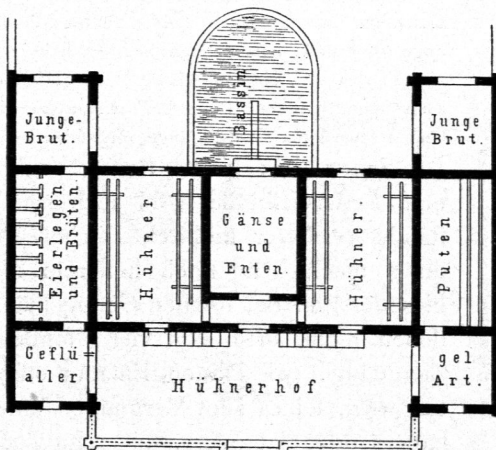 Bassin
Junge-
Brut.
Junge
Brut.
Eierlegen
und Brüten.
Hühner
Gänse
und
Enten
Hühner
Puten
Geflü
aller
Hühnerhof
gel
Art.